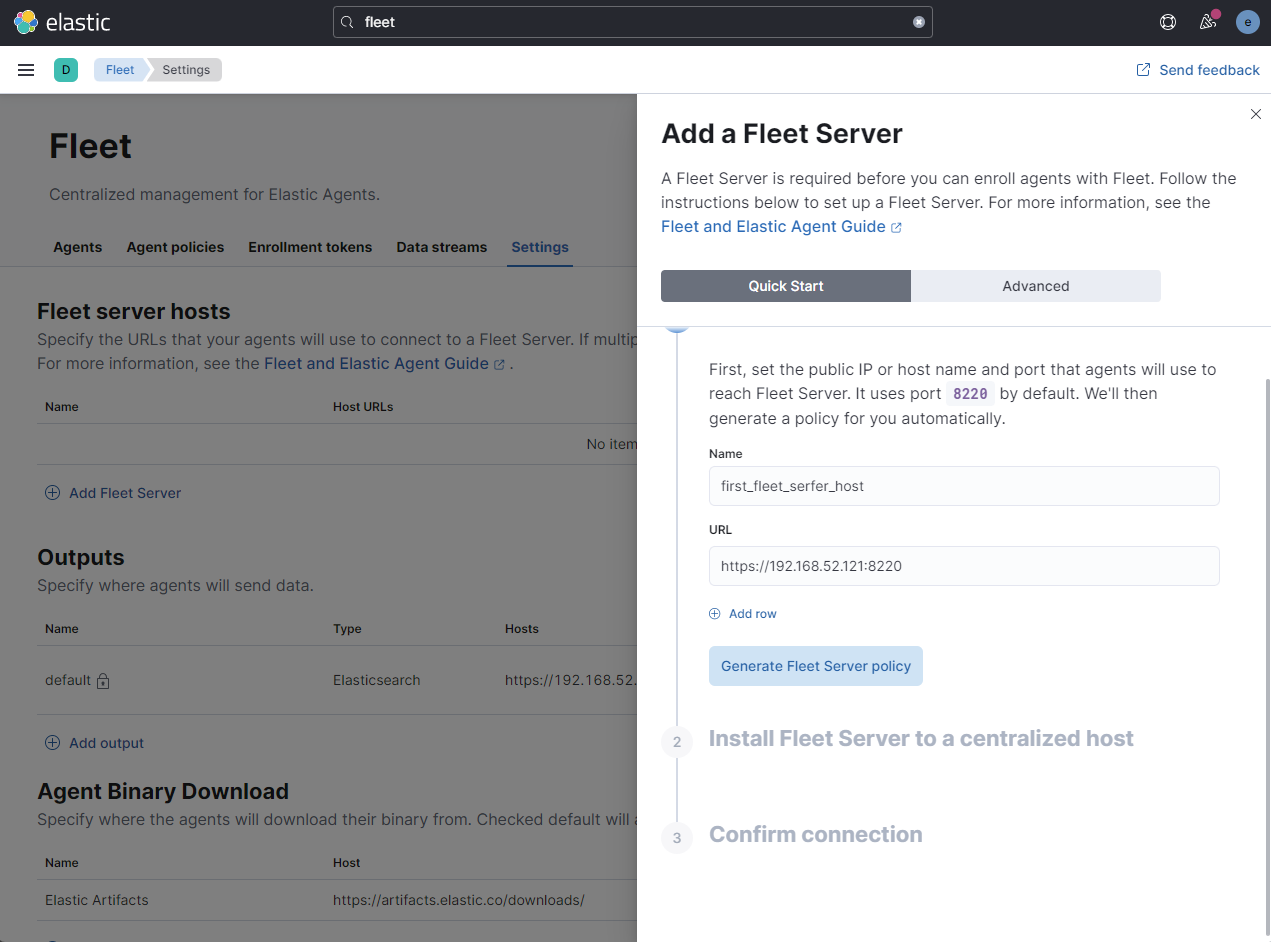 elastic
fleet
e
D
Fleet
Settings
Send feedback
Fleet
Centralized management for Elastic Agents.
Agents
Agent policies
Enrollment tokens
Data streams
Settings
Fleet server hosts
Specify the URLs that your agents will use to connect to a Fleet Server. If multip
For more information, see the Fleet and Elastic Agent Guide .
Name
Host URLs
No item
Add Fleet Server
Outputs
Specify where agents will send data.
Name
Type
Hosts
default
Elasticsearch
https://192.168.52.
Add output
Agent Binary Download
Specify where the agents will download their binary from. Checked default will a
Name
Host
Elastic Artifacts
https://artifacts.elastic.co/downloads/
Add a Fleet Server
A Fleet Server is required before you can enroll agents with Fleet. Follow the
instructions below to set up a Fleet Server. For more information, see the
Fleet and Elastic Agent Guide
Quick Start
Advanced
First, set the public IP or host name and port that agents will use to
reach Fleet Server. It uses port 8220 by default. We'll then
generate a policy for you automatically.
Name
first_fleet_serfer_host
URL
https://192.168.52.121:8220
Add row
Generate Fleet Server policy
2
Install Fleet Server to a centralized host
3
Confirm connection